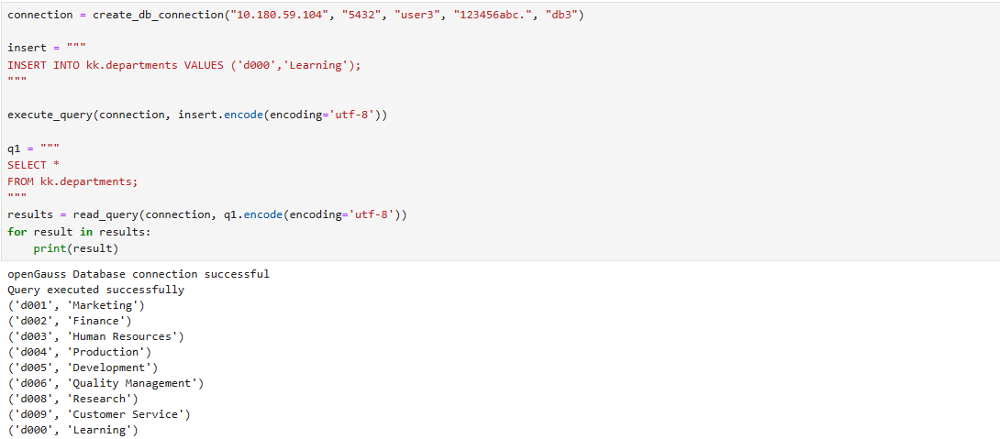 connection = create_db_connection("10.180.59.104", "5432", "user3", "123456abc.", "db3")
insert = """
INSERT INTO kk.departments VALUES ('d000','Learning');
"""
execute_query(connection, insert.encode(encoding='utf-8'))
q1 = """
SELECT *
FROM kk.departments;
"""
results = read_query(connection, q1.encode(encoding='utf-8'))
for result in results:
    print(result)
openGauss Database connection successful
Query executed successfully
('d001', 'Marketing')
('d002', 'Finance')
('d003', 'Human Resources')
('d004', 'Production')
('d005', 'Development')
('d006', 'Quality Management')
('d008', 'Research')
('d009', 'Customer Service')
('d000', 'Learning')